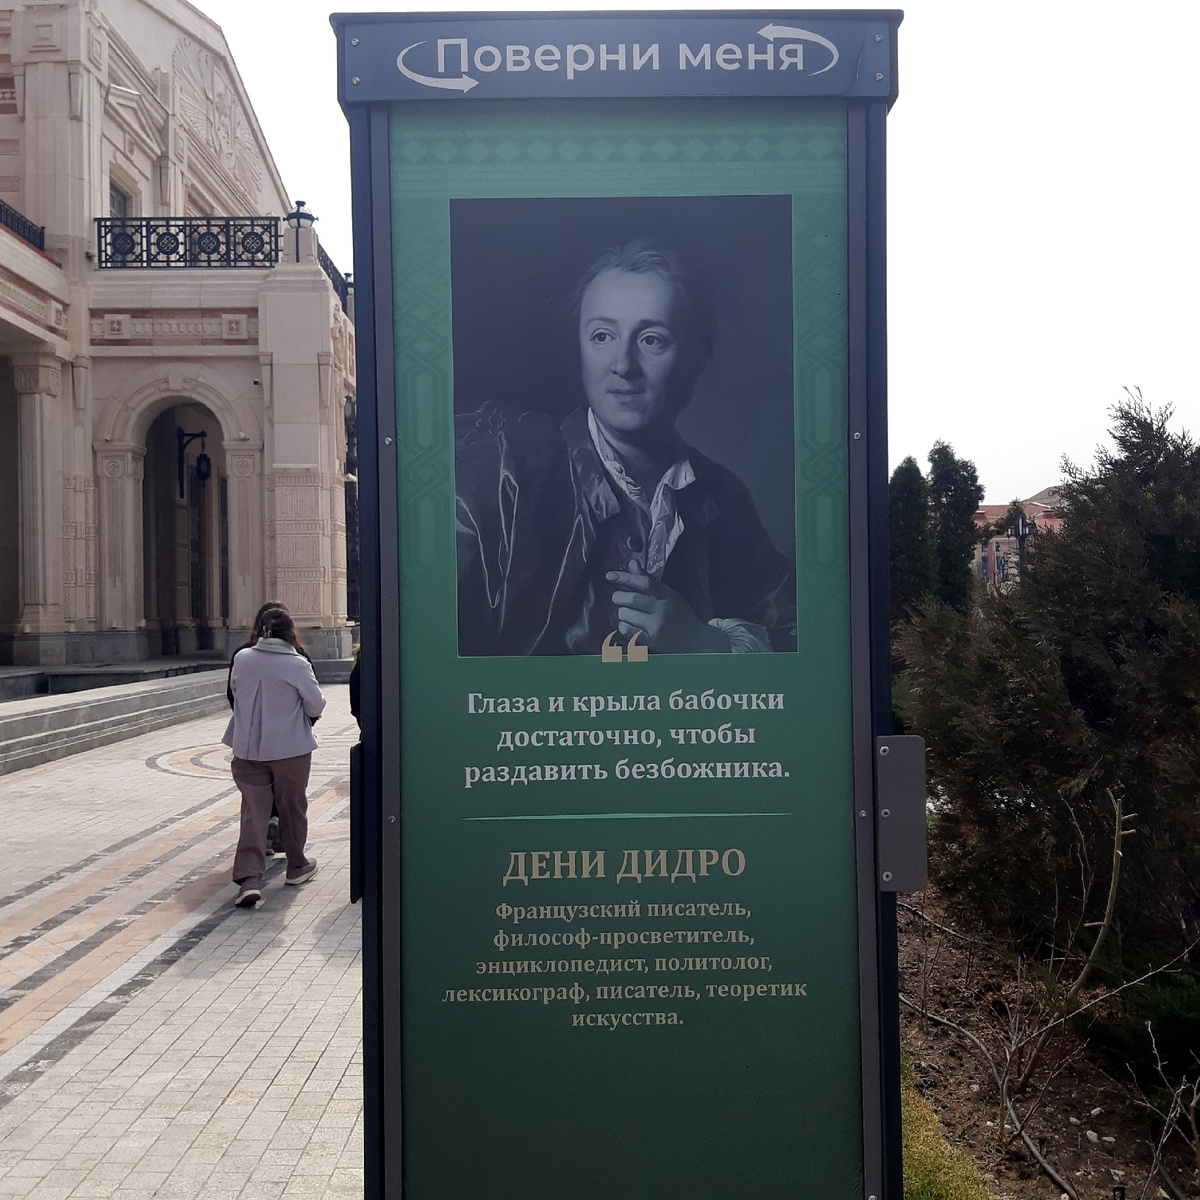 Поверни меня
“
Глаза и крыла бабочки
достаточно, чтобы
раздавить безбожника.
ДЕНИ ДИДРО
Французский писатель,
философ-просветитель,
энциклопедист, политолог,
лексикограф, писатель, теоретик
искусства.